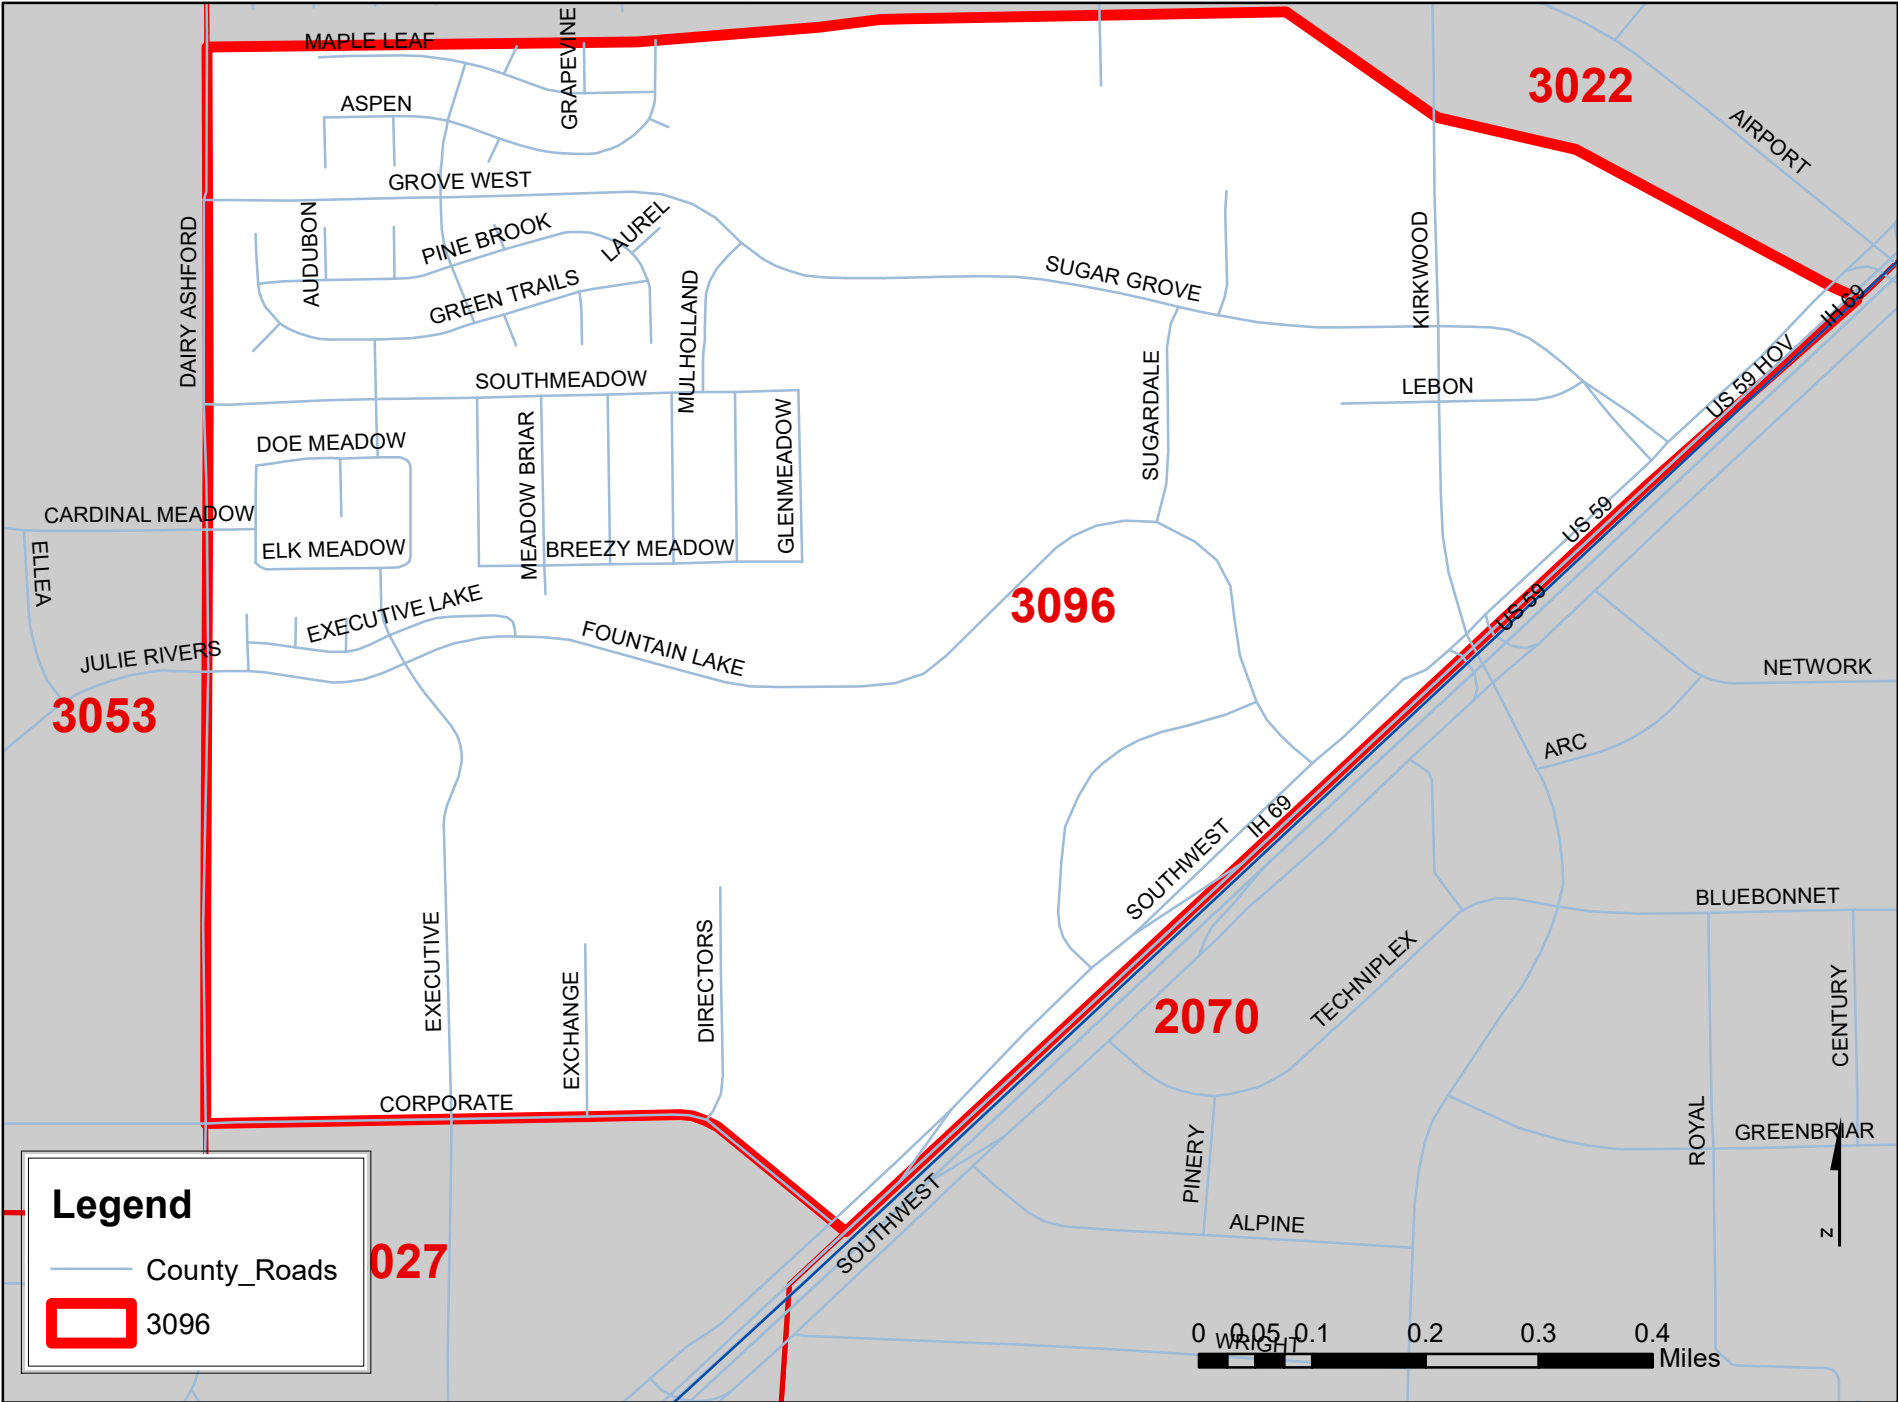 MAPLE LEAF
GRAPEVINE
3022
ASPEN
AIRPORT
GROVE WEST
AUDUBON
PINE BROOK
LAUREL
DAIRY ASHFORD
KIRKWOOD
SUGAR GROVE
GREEN TRAILS
MULHOLLAND
IH 69
US 59 HOV
SOUTHMEADOW
LEBON
SUGARDALE
DOE MEADOW
MEADOW BRIAR
GLENMEADOW
CARDINAL MEADOW
US 59
ELK MEADOW
BREEZY MEADOW
ELLEA
3096
US 59
EXECUTIVE LAKE
FOUNTAIN LAKE
JULIE RIVERS
NETWORK
3053
ARC
IH 69
SOUTHWEST
BLUEBONNET
EXECUTIVE
DIRECTORS
TECHNIPLEX
EXCHANGE
2070
CENTURY
CORPORATE
ROYAL
GREENBRIAR
PINERY
Legend
SOUTHWEST
ALPINE
z
027
County_Roads
3096
0 0.05 0.1 0.2 0.3 0.4
WRIGHT
Miles